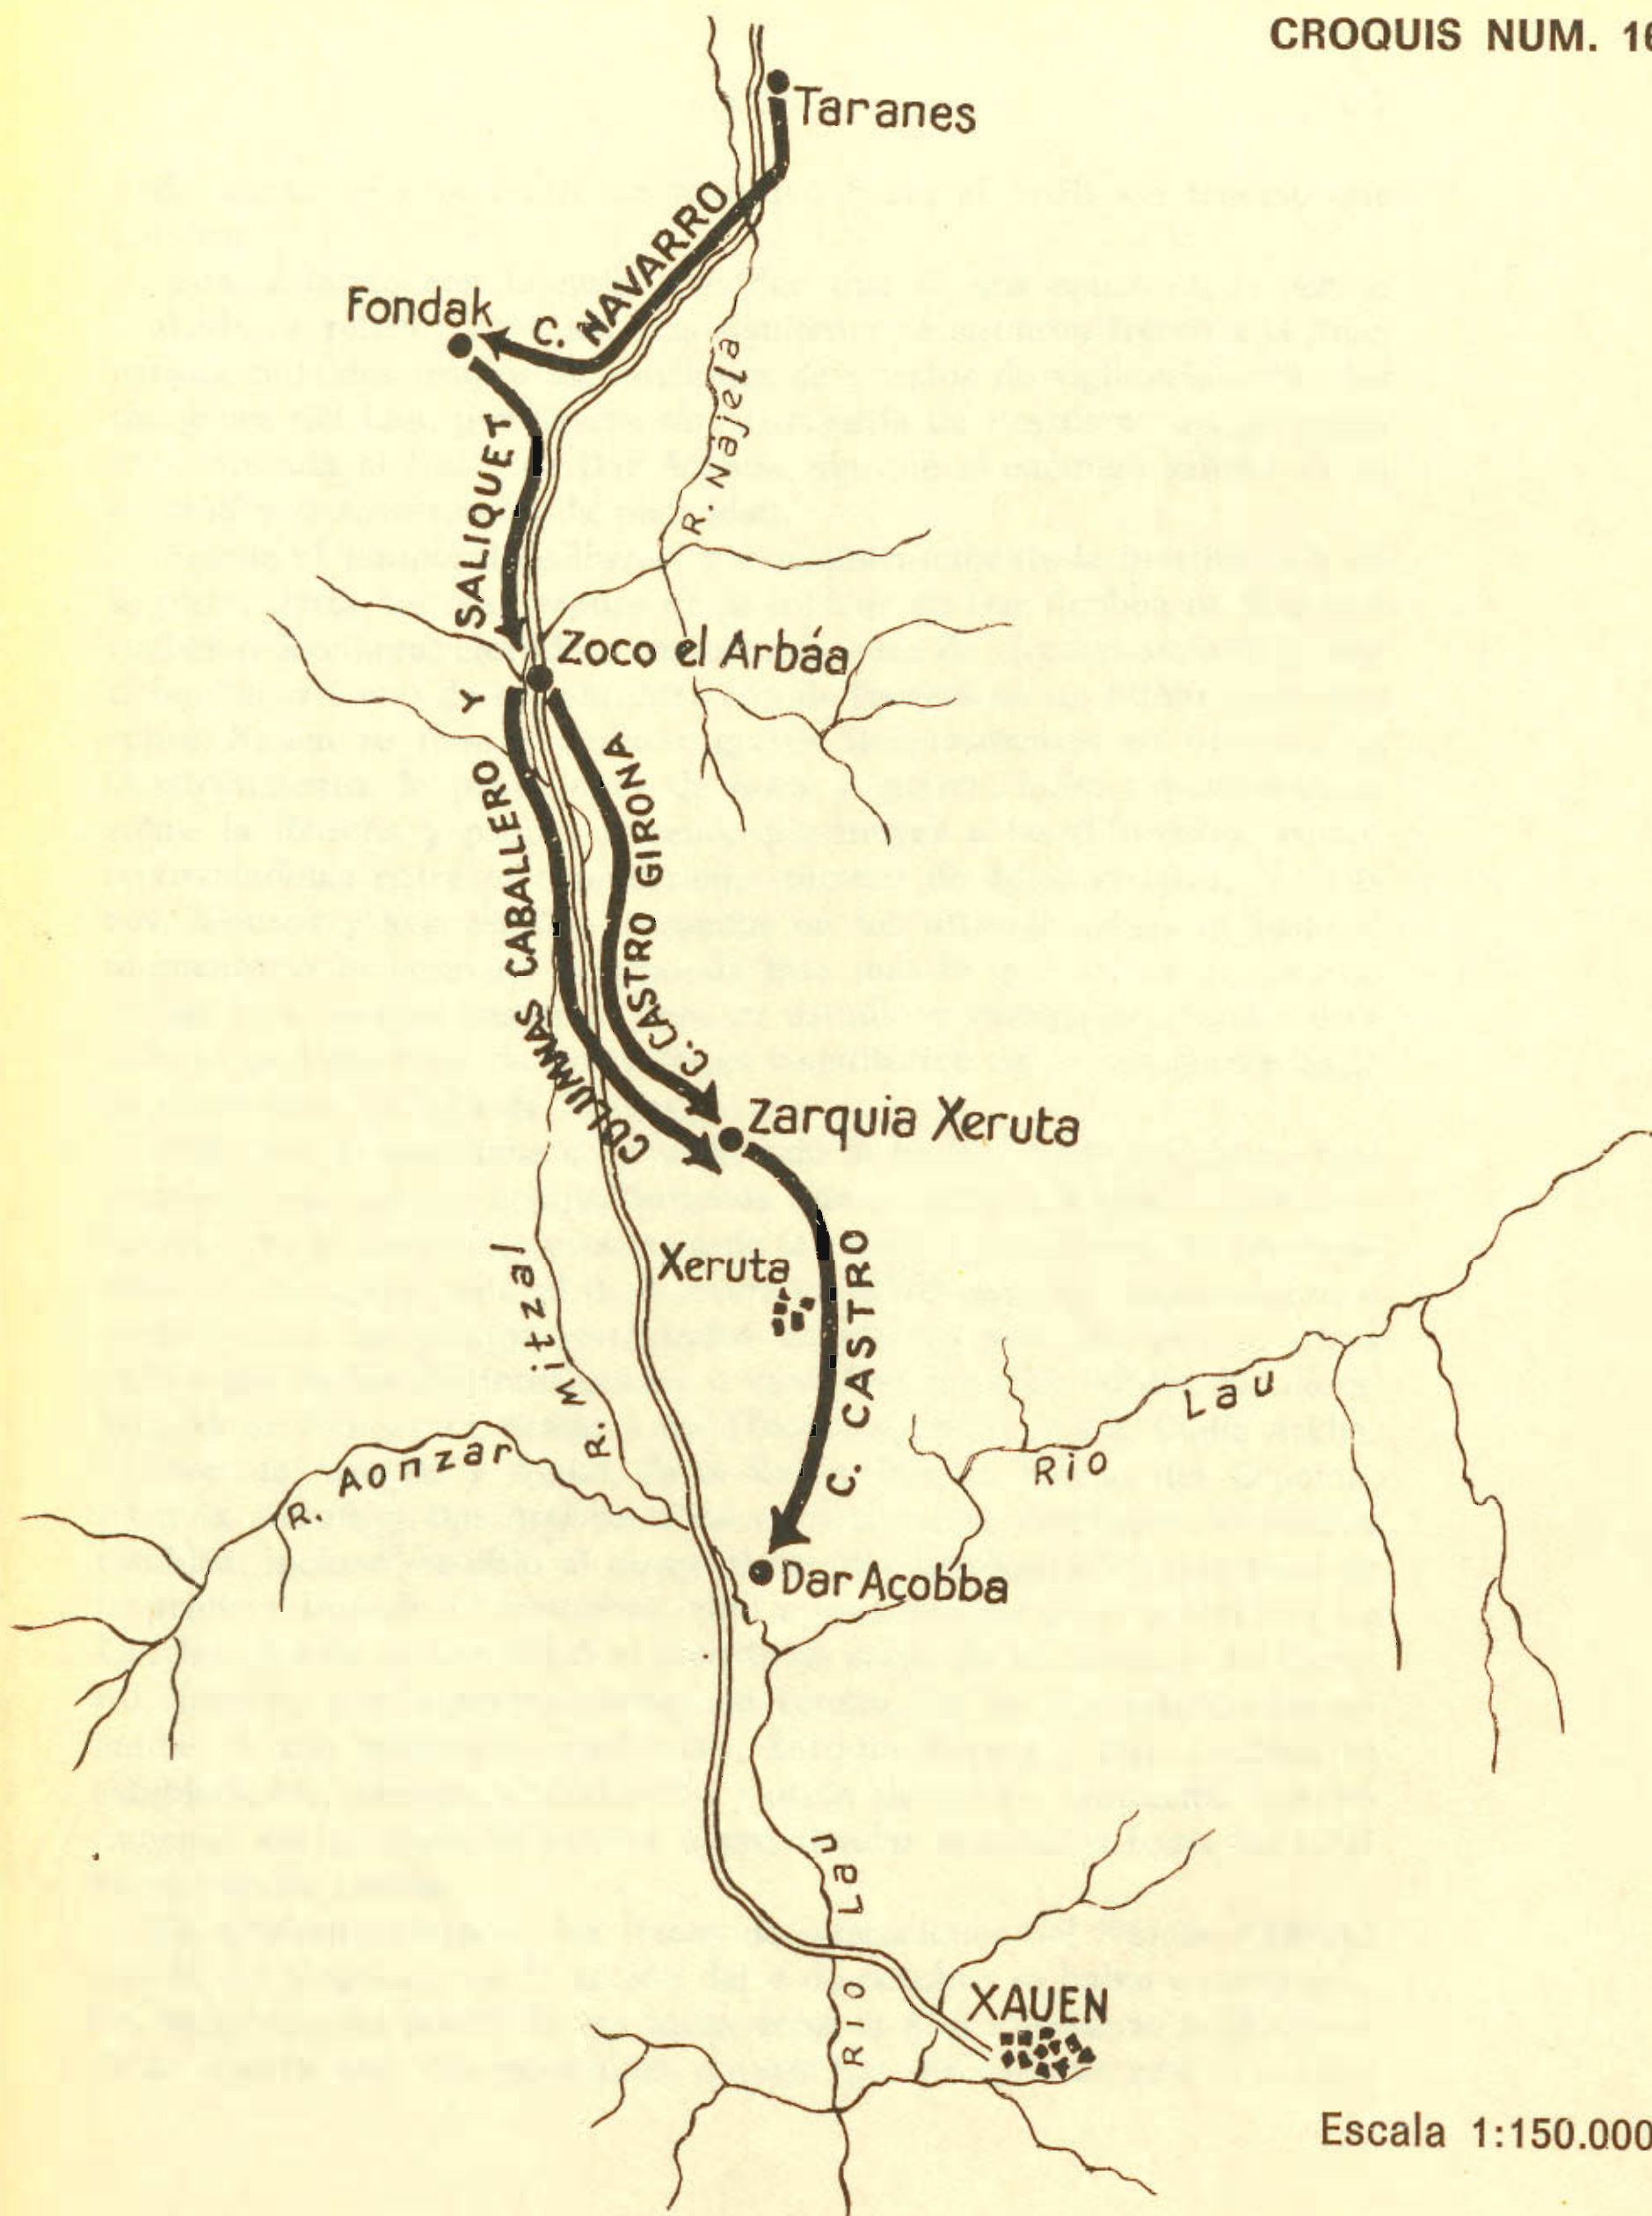 CROQUIS NUM. 16
Taranes
C. NAVARRO
Fondak
R. Najela
COLUMNAS CABALLERO Y SALIQUET
Zoco el Arbáa
C. CASTRO GIRONA
Zarquia Xeruta
Xeruta
C. CASTRO
R. Mitzal
R. Aonzar
Rio Lau
Dar Acobba
RIO Lau
XAUEN
Escala 1:150.000